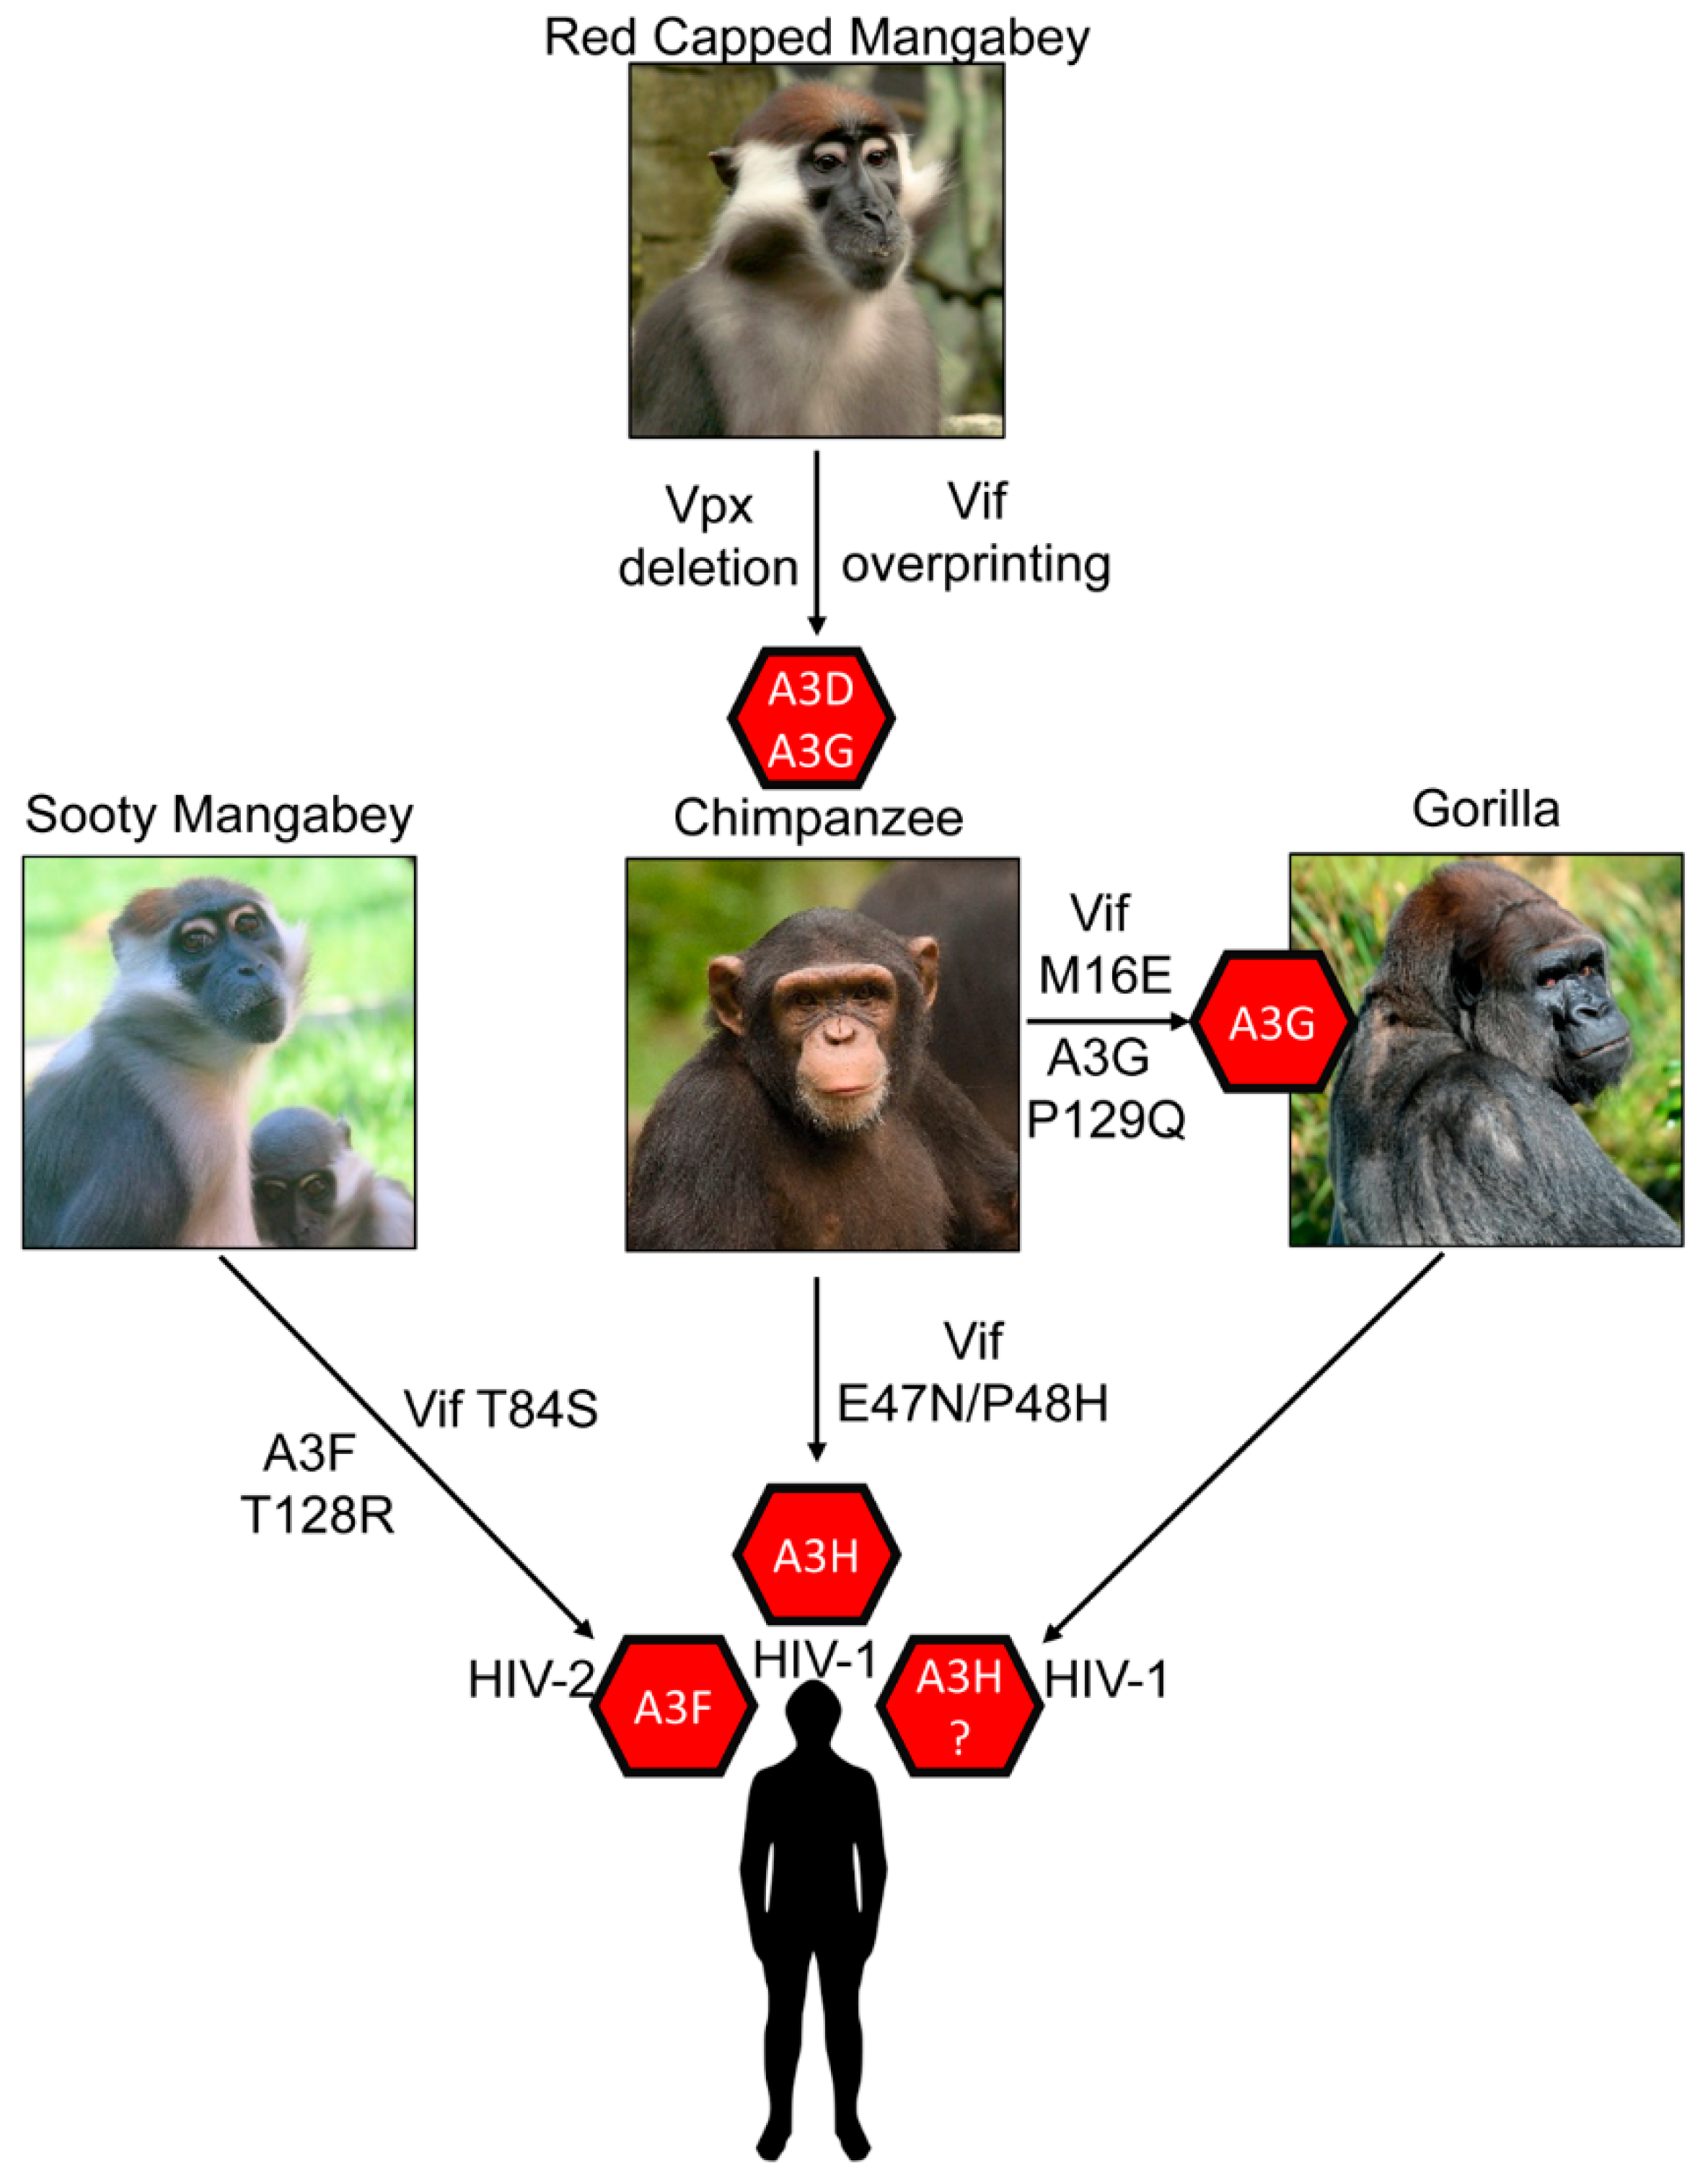 Red Capped Mangabey
Vpx
deletion
Vif
overprinting
A3D
A3G
Sooty Mangabey
Chimpanzee
Gorilla
Vif
M16E
A3G
P129Q
A3G
Vif T84S
A3F
T128R
Vif
E47N/P48H
A3H
HIV-2
A3F
HIV-1
A3H
?
HIV-1